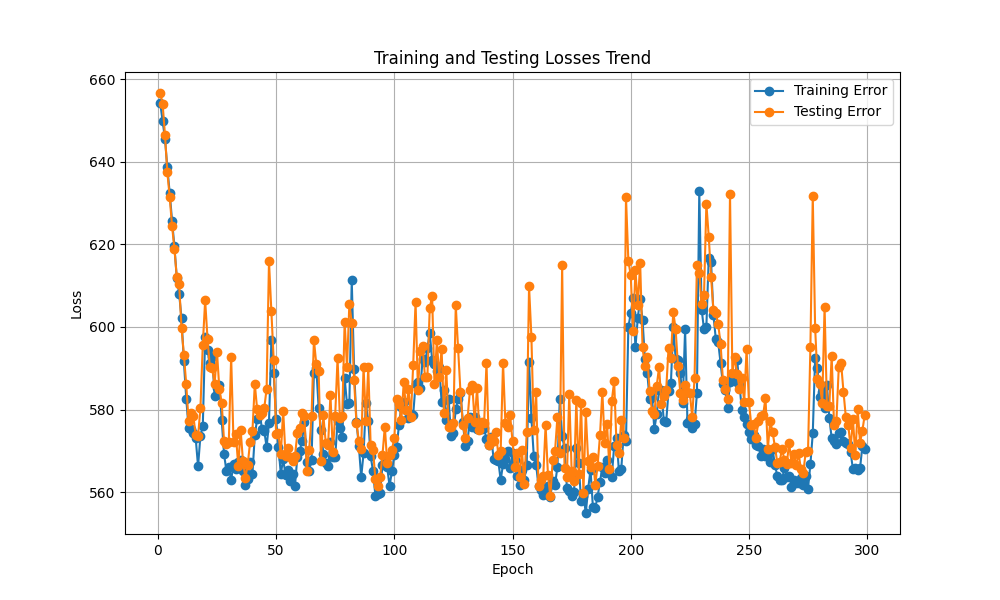 Training and Testing Losses Trend
660
640
620
600
580
560
Loss
Training Error
Testing Error
0
50
100
150
200
250
300
Epoch